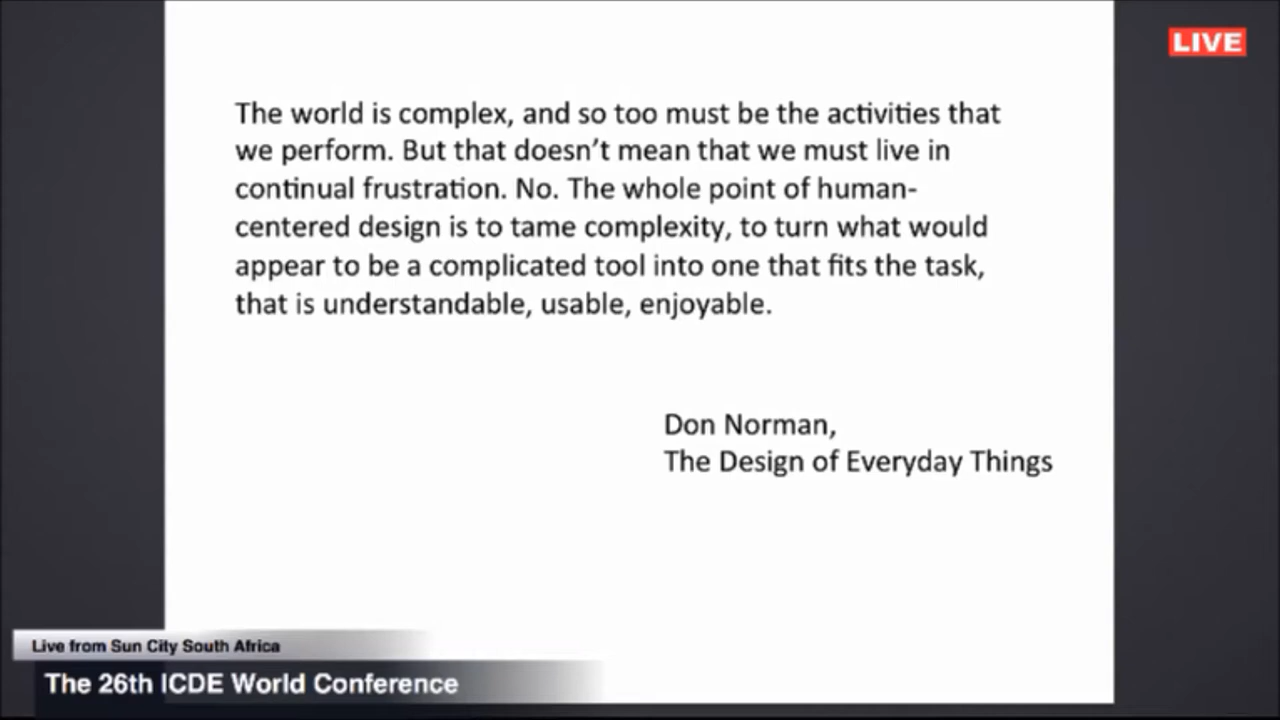 LIVE
The world is complex, and so too must be the activities that
we perform. But that doesn’t mean that we must live in
continual frustration. No. The whole point of human-
centered design is to tame complexity, to turn what would
appear to be a complicated tool into one that fits the task,
that is understandable, usable, enjoyable.
Don Norman,
The Design of Everyday Things
Live from Sun City South Africa
The 26th ICDE World Conference